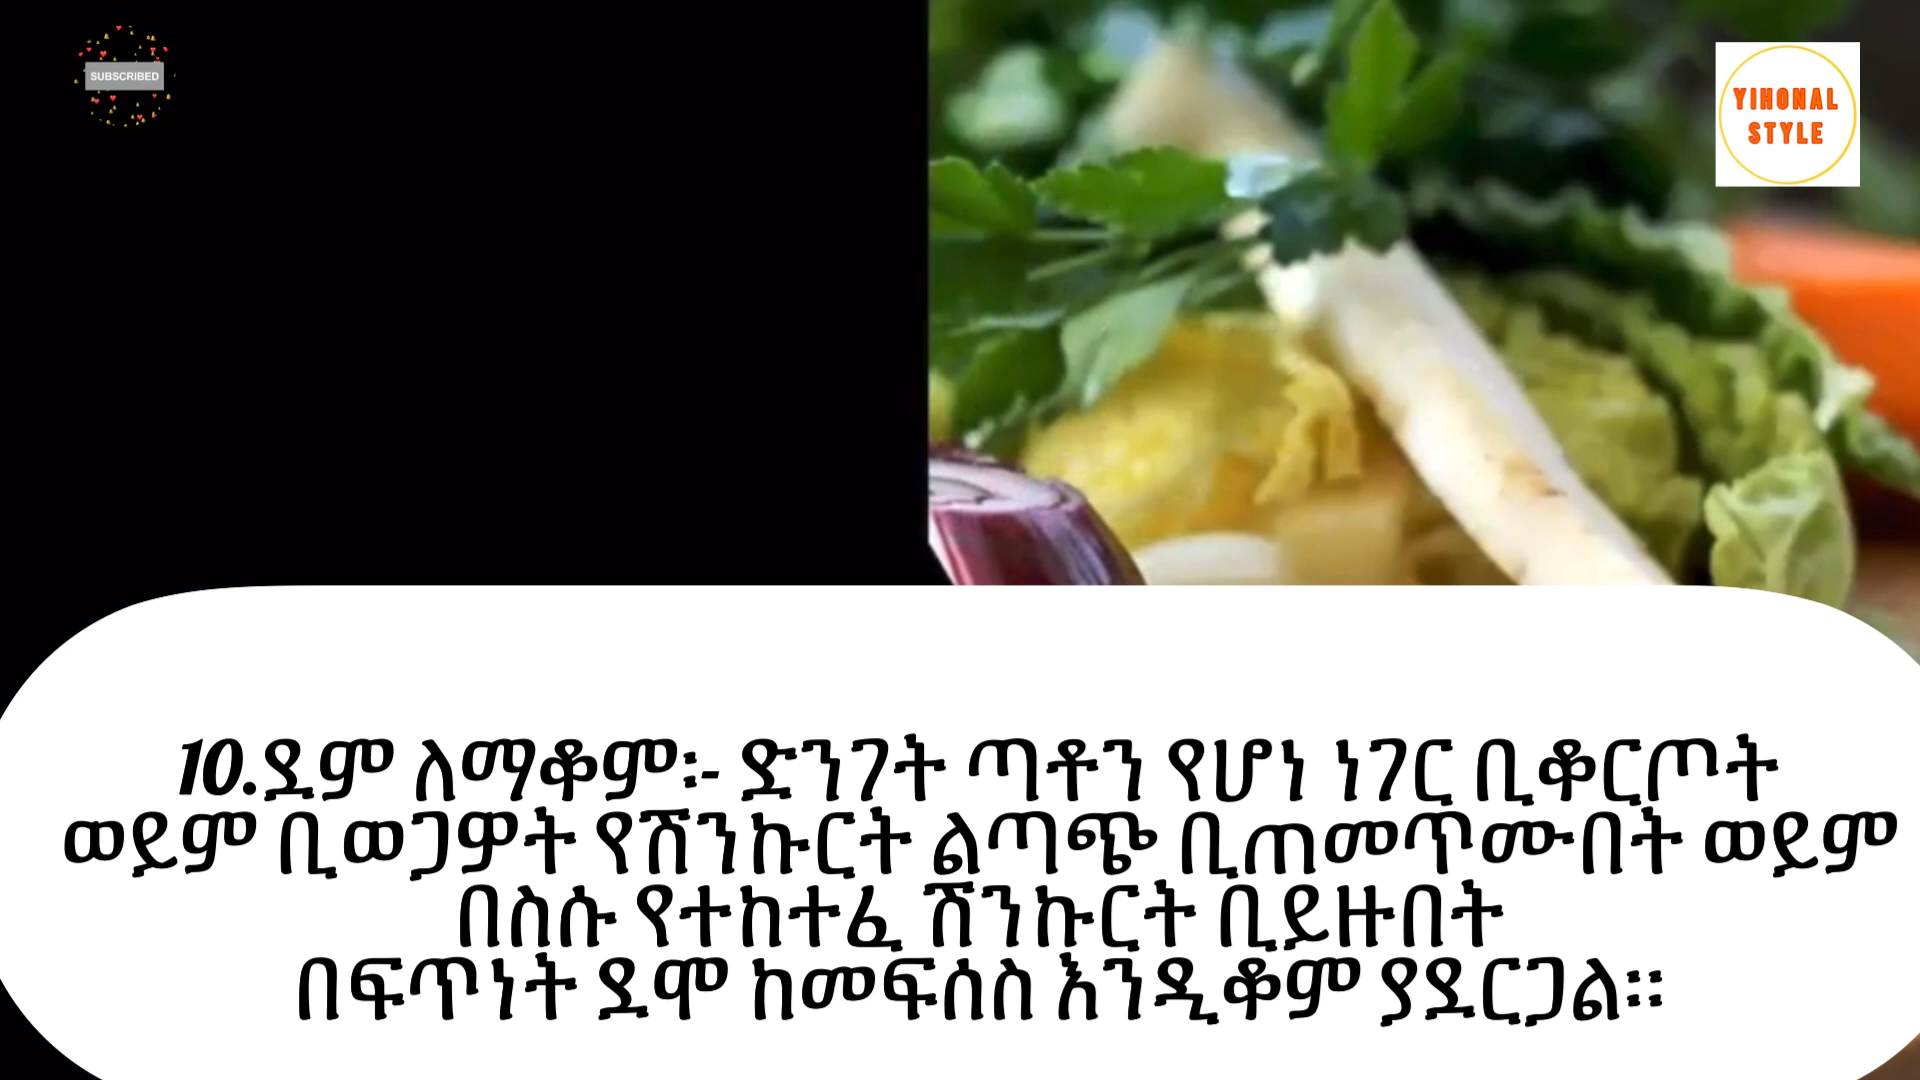 SUBSCRIBED
YIHONAL
STYLE
10.ደም ለማቆም፡- ድንገት ጣቶን የሆነ ነገር ቢቆርጦት
ወይም ቢወጋዎት የሽንኩርት ልጣጭ ቢጠመጥሙበት ወይም
በስሱ የተከተፈ ሽንኩርት ቢይዙበት
በፍጥነት ደሞ ከመፍሰስ እንዲቆም ያደርጋል፡፡